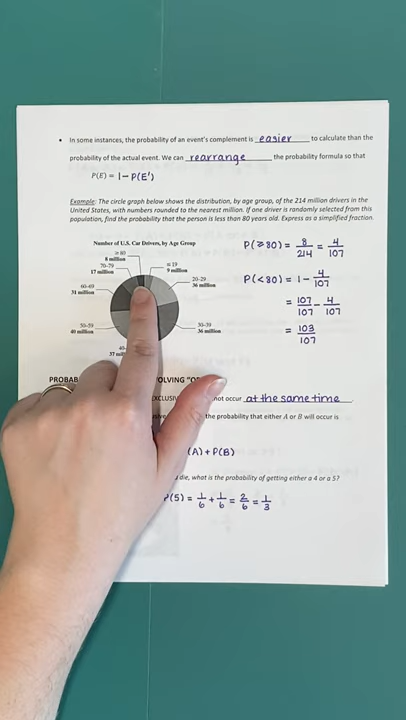 • In some instances, the probability of an event's complement is easier to calculate than the
probability of the actual event. We can rearrange the probability formula so that
P(E) = 1 – P(E')
Example: The circle graph below shows the distribution, by age group, of the 214 million drivers in the
United States, with numbers rounded to the nearest million. If one driver is randomly selected from this
population, find the probability that the person is less than 80 years old. Express as a simplified fraction.
Number of U.S. Car Drivers, by Age Group
≥ 80
8 million
≤ 19
9 million
70–79
17 million
20–29
36 million
60–69
31 million
50–59
40 million
30–39
36 million
40
37 mil
P(≥80) = 8/214 = 4/107
P(<80) = 1 – 4/107
= 107/107 – 4/107
= 103/107
PROBAB OLVING "O
EXCLUSIV not occur at the same time.
the probability that either A or B will occur is
(A) + P(B)
die, what is the probability of getting either a 4 or a 5?
P(5) = 1/6 + 1/6 = 2/6 = 1/3